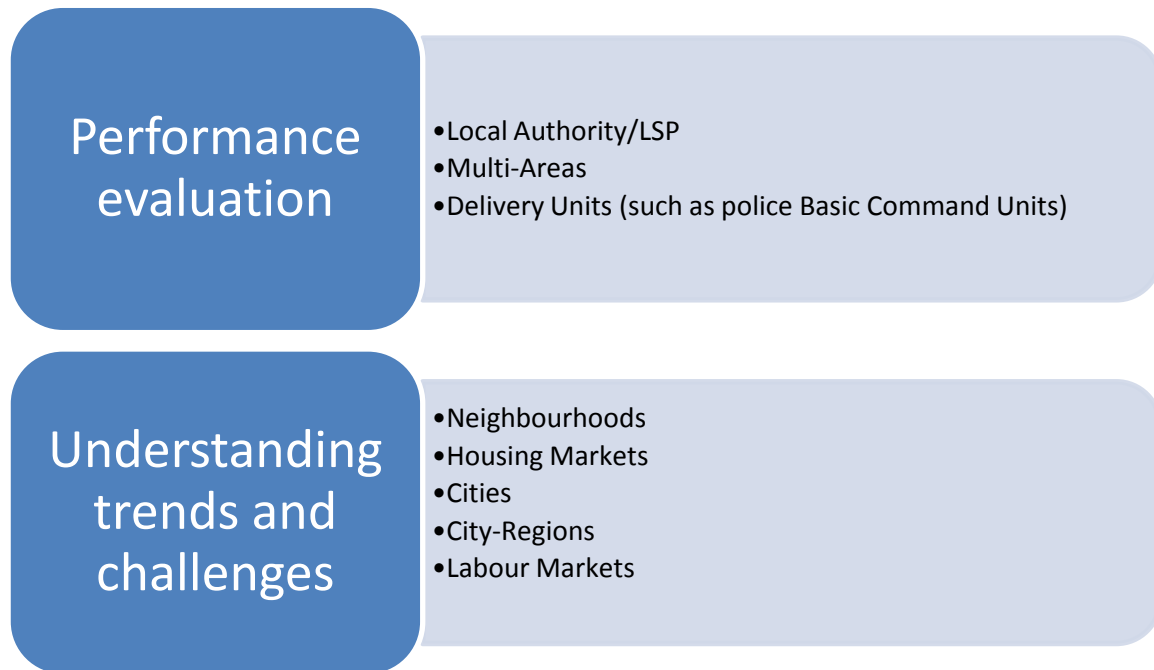 Performance
evaluation
•Local Authority/LSP
•Multi-Areas
•Delivery Units (such as police Basic Command Units)
Understanding
trends and
challenges
•Neighbourhoods
•Housing Markets
•Cities
•City-Regions
•Labour Markets